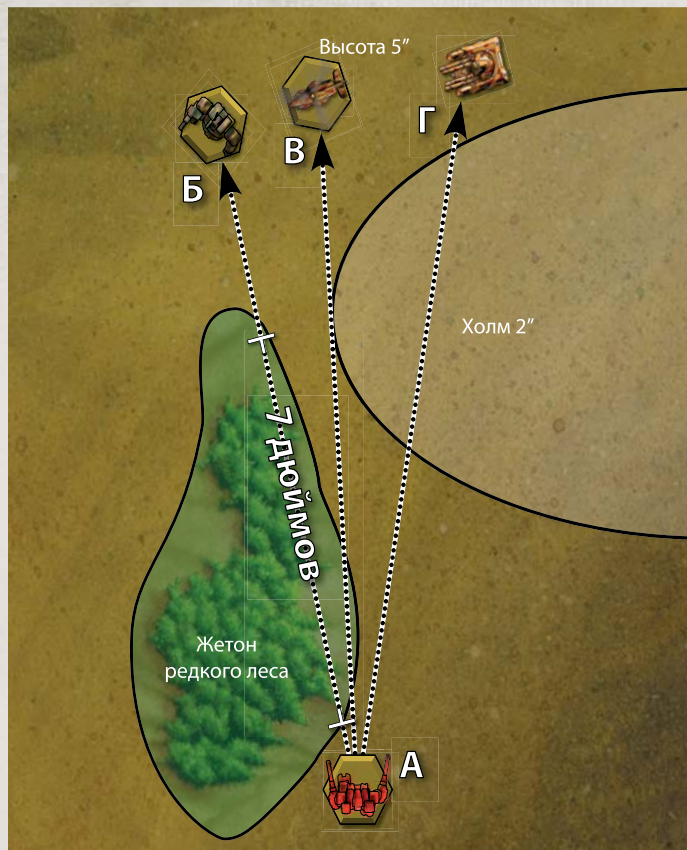 Высота 5”
Г
В
Б
Холм 2”
7 дюймов
Жетон
редкого леса
А